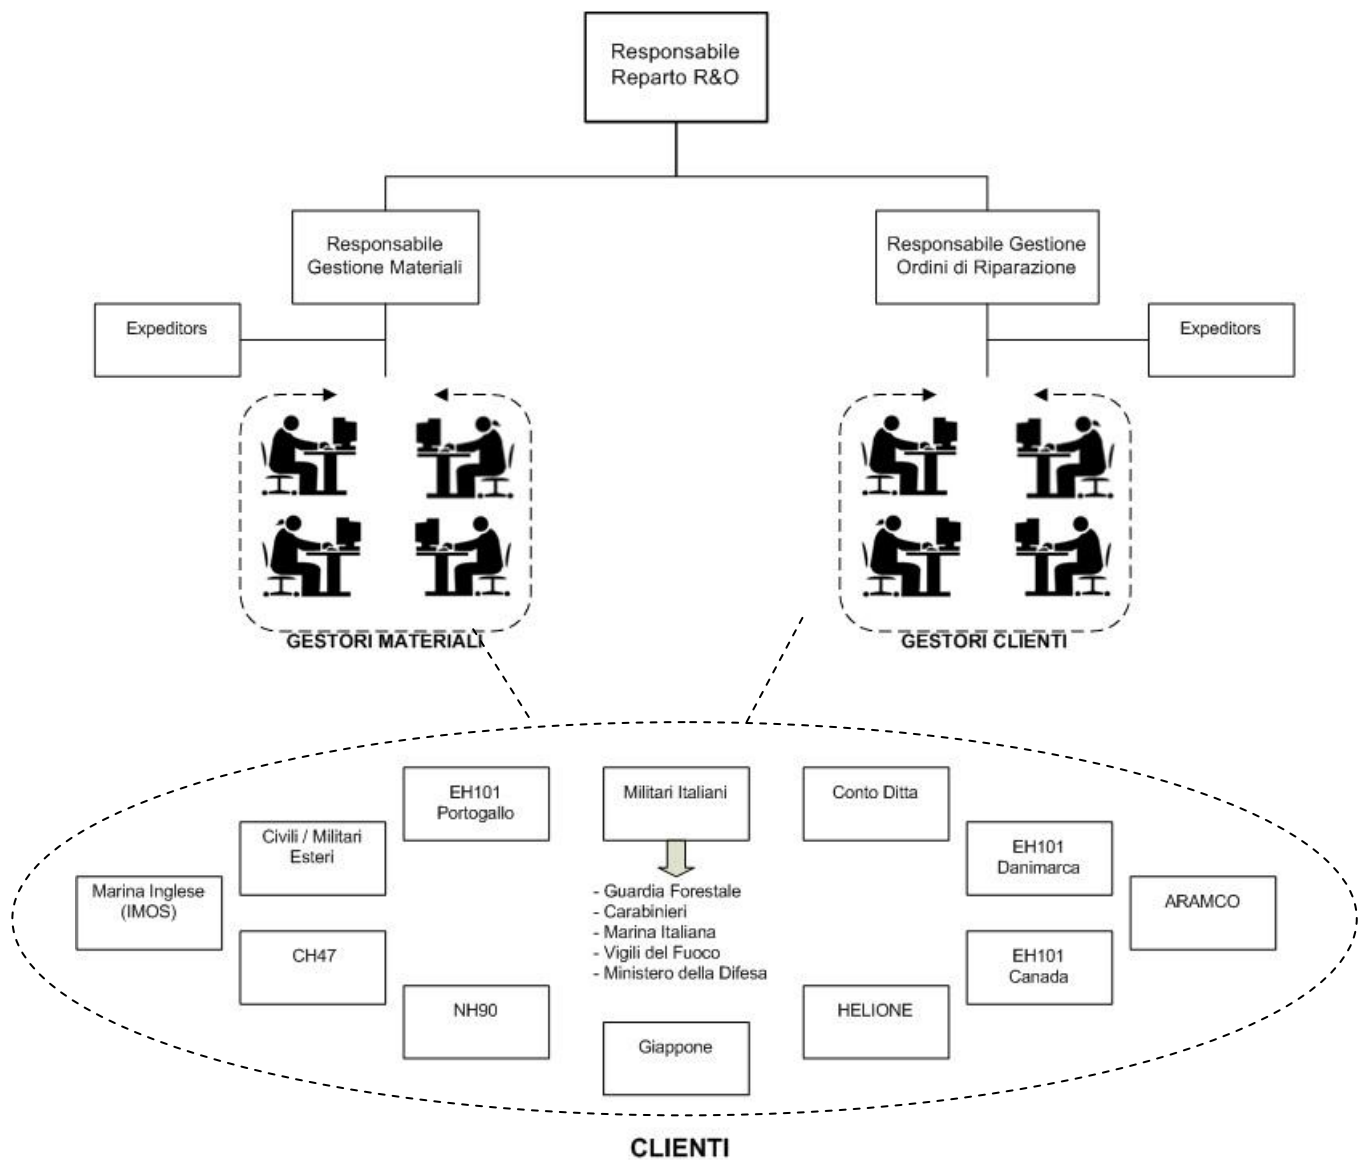 Responsabile
Reparto R&O
Responsabile
Gestione Materiali
Responsabile Gestione
Ordini di Riparazione
Expeditors
Expeditors
GESTORI MATERIALI
GESTORI CLIENTI
EH101
Portogallo
Militari Italiani
Conto Ditta
Civili / Militari
Esteri
EH101
Danimarca
Marina Inglese
(IMOS)
ARAMCO
- Guardia Forestale
- Carabinieri
- Marina Italiana
- Vigili del Fuoco
- Ministero della Difesa
CH47
EH101
Canada
NH90
HELIONE
Giappone
CLIENTI